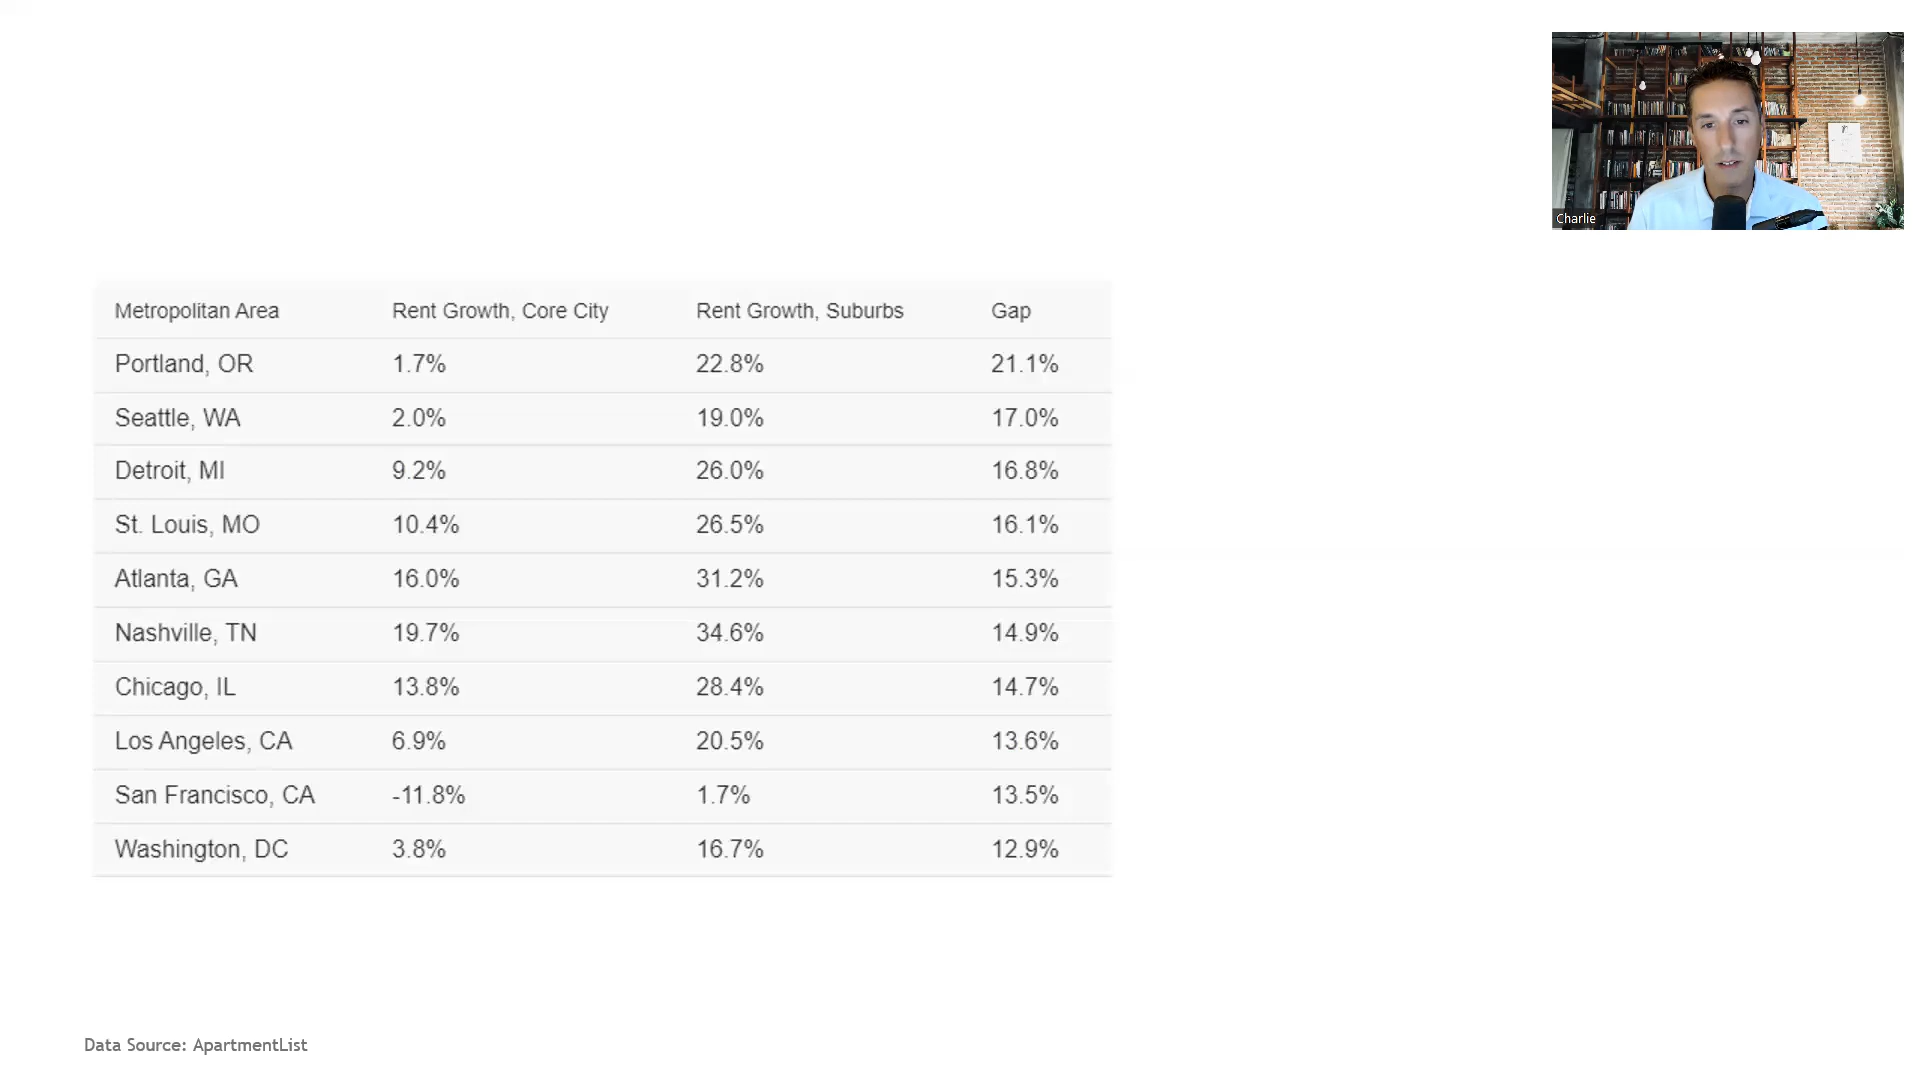 Charlie
Metropolitan Area Rent Growth, Core City Rent Growth, Suburbs Gap
Portland, OR 1.7% 22.8% 21.1%
Seattle, WA 2.0% 19.0% 17.0%
Detroit, MI 9.2% 26.0% 16.8%
St. Louis, MO 10.4% 26.5% 16.1%
Atlanta, GA 16.0% 31.2% 15.3%
Nashville, TN 19.7% 34.6% 14.9%
Chicago, IL 13.8% 28.4% 14.7%
Los Angeles, CA 6.9% 20.5% 13.6%
San Francisco, CA -11.8% 1.7% 13.5%
Washington, DC 3.8% 16.7% 12.9%
Data Source: ApartmentList